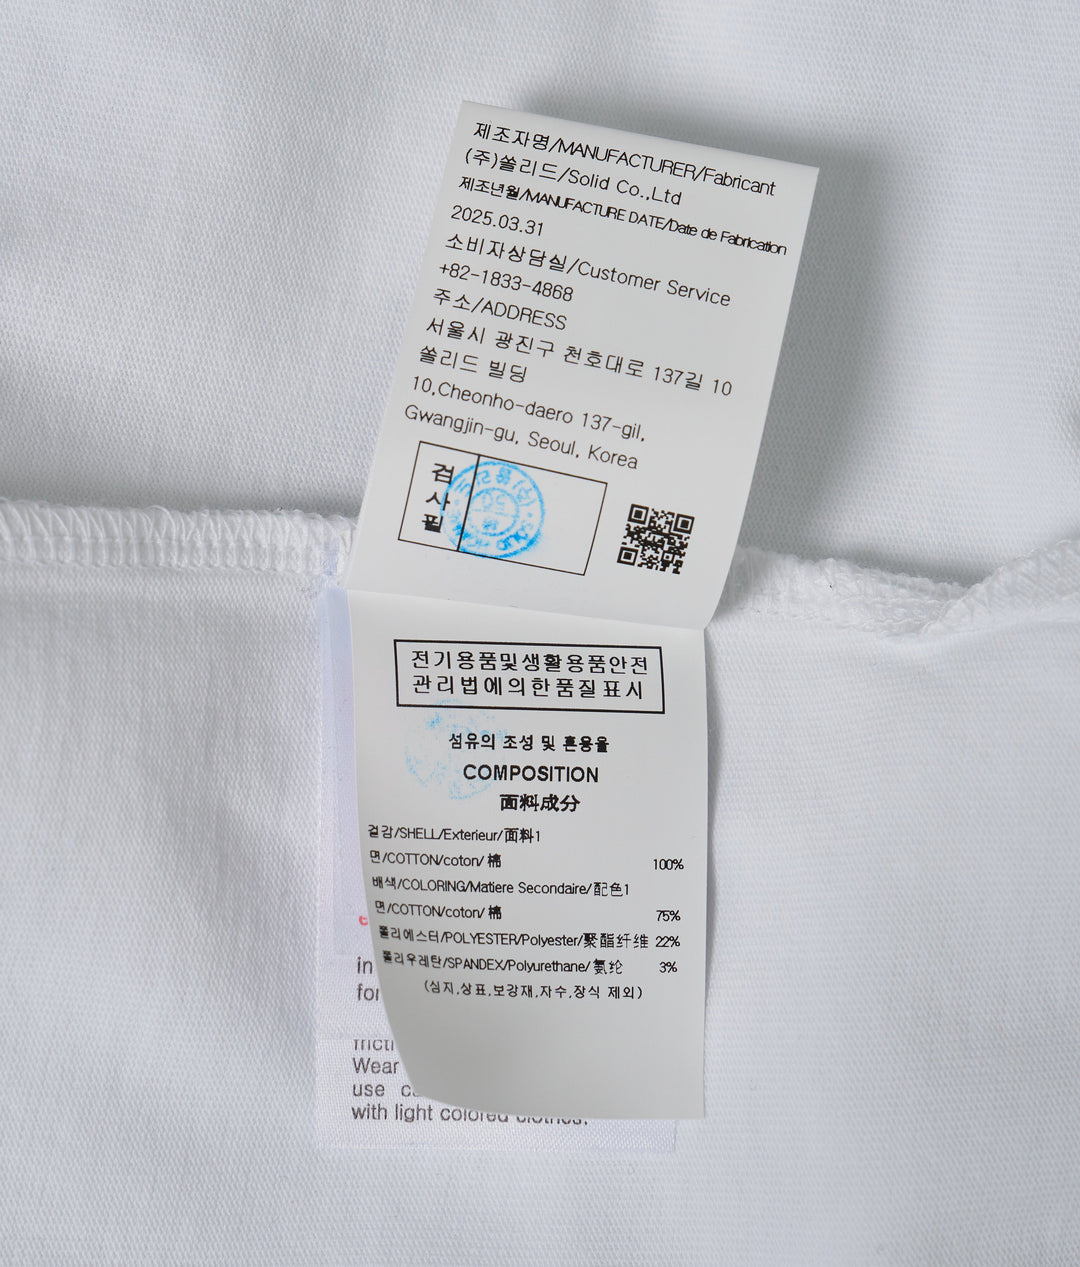 제조자명/MANUFACTURER/Fabricant
(주)쏠리드/Solid Co.,Ltd
제조년월/MANUFACTURE DATE/Date de Fabrication
2025.03.31
소비자상담실/Customer Service
+82-1833-4868
주소/ADDRESS
서울시 광진구 천호대로 137길 10
쏠리드 빌딩
10,Cheonho-daero 137-gil,
Gwangjin-gu, Seoul, Korea
검
사
필
전기용품및생활용품안전
관리법에의한품질표시
섬유의 조성 및 혼용율
COMPOSITION
面料成分
겉감/SHELL/Exterieur/面料1
면/COTTON/coton/ 棉 100%
배색/COLORING/Matiere Secondaire/配色1
면/COTTON/coton/ 棉 75%
폴리에스터/POLYESTER/Polyester/聚酯纤维 22%
폴리우레탄/SPANDEX/Polyurethane/氨纶 3%
(심지,상표,보강재,자수,장식 제외)
in
for
Wear
use
with light colored clothes.